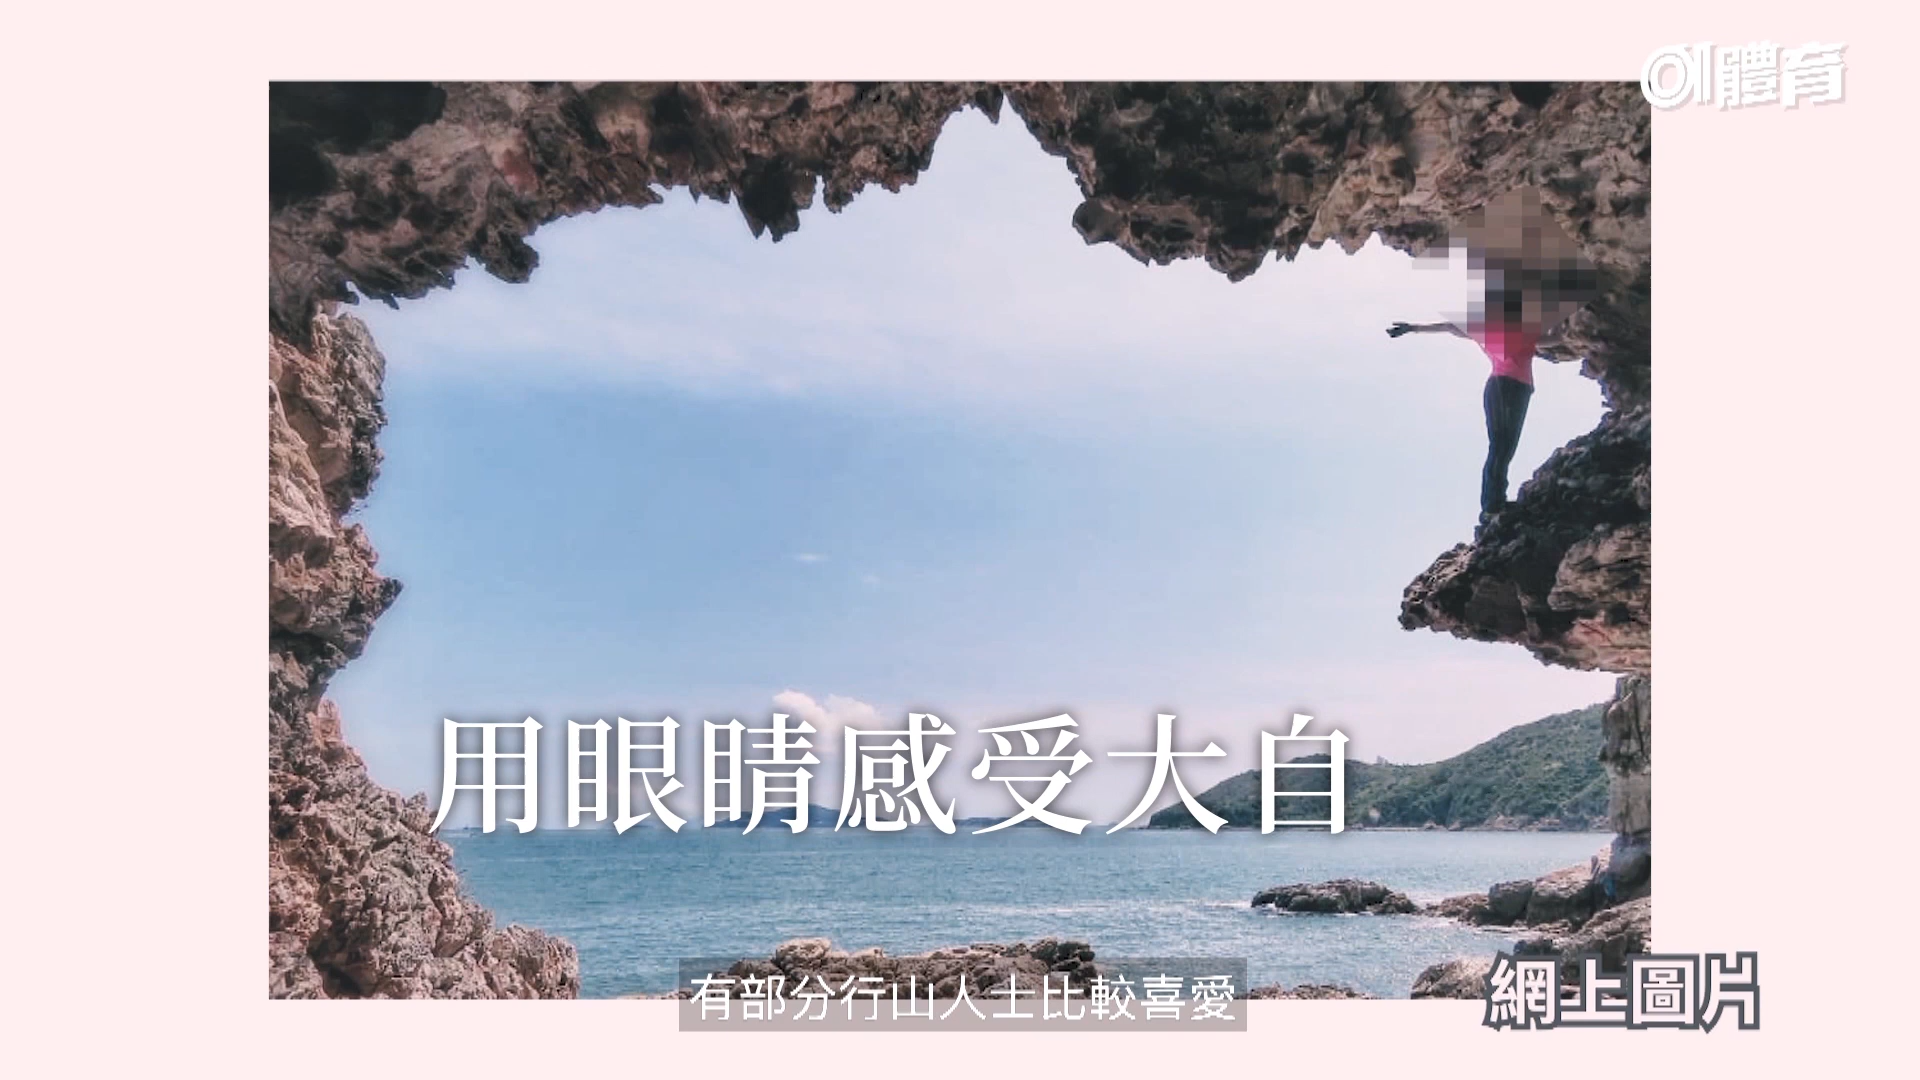 01體育
用眼睛感受大白
有部分行山人士比較喜愛
網上圖片